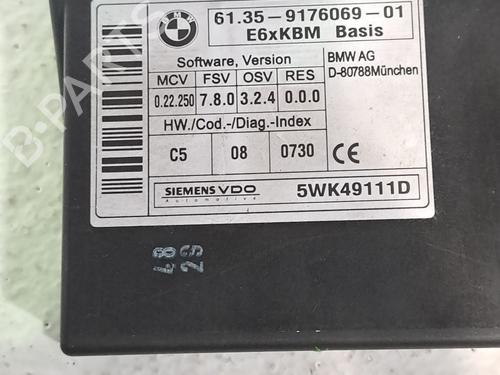 BMW
61.35-9176069-01
E6xKBM Basis
Software, Version
BMW AG
D-80788München
MCV FSV OSV RES
0.22.250 7.8.0 3.2.4 0.0.0
HW./Cod.-/Diag.-Index
C5 08 0730 CE
SIEMENS VDO
Automotive
5WK49111D
B-PARTS